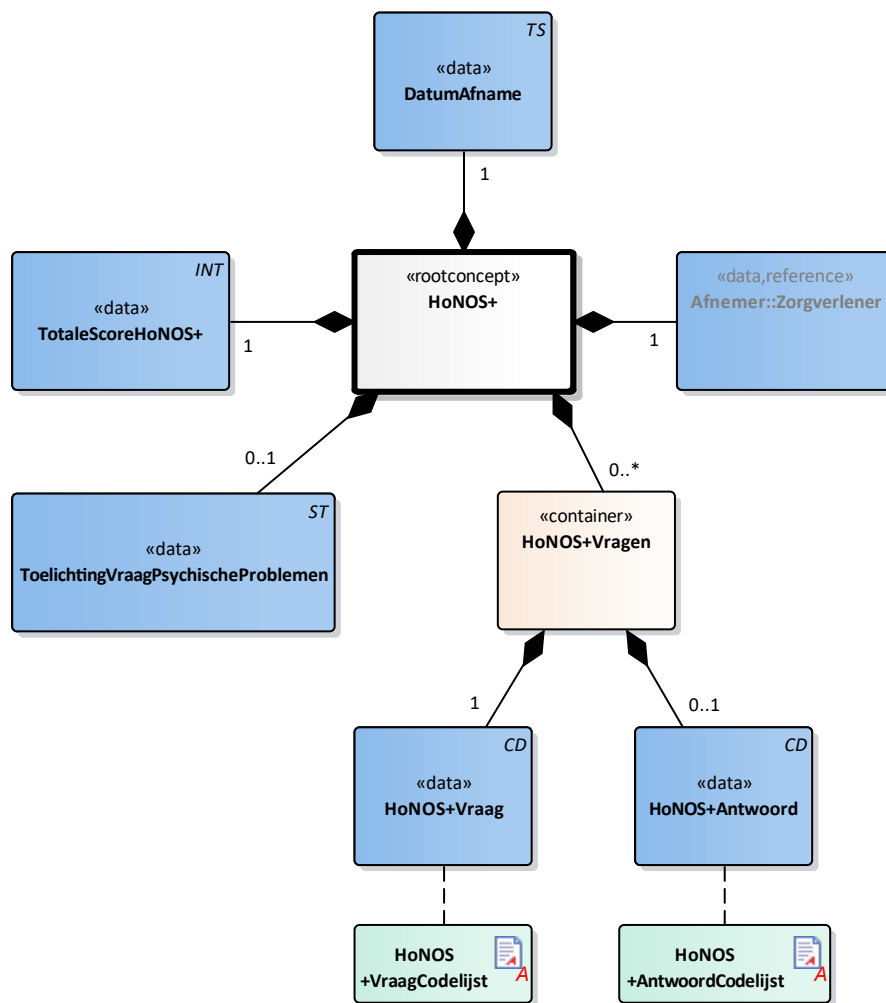 TS
«data»
DatumAfname
1
INT
«data»
TotaleScoreHoNOS+
1
«rootconcept»
HoNOS+
«data,reference»
Afnemer::Zorgverlener
1
0..1
0..*
ST
«data»
ToelichtingVraagPsychischeProblemen
«container»
HoNOS+Vragen
1
0..1
CD
«data»
HoNOS+Vraag
CD
«data»
HoNOS+Antwoord
HoNOS
+VraagCodelijst
A
HoNOS
+AntwoordCodelijst
A